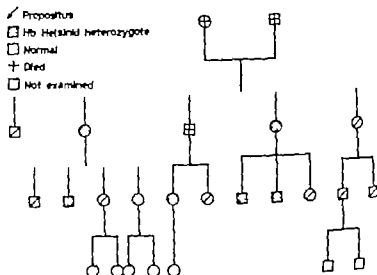 Propositus
Hb Helsinki heterozygote
Normal
Died
Not examined